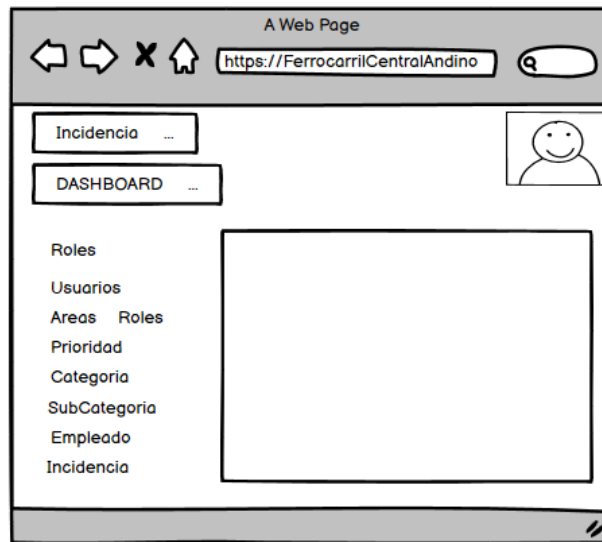 A Web Page
https://FerrocarrilCentralAndino
Incidencia ...
DASHBOARD ...
Roles
Usuarios
Areas Roles
Prioridad
Categoria
SubCategoria
Empleado
Incidencia